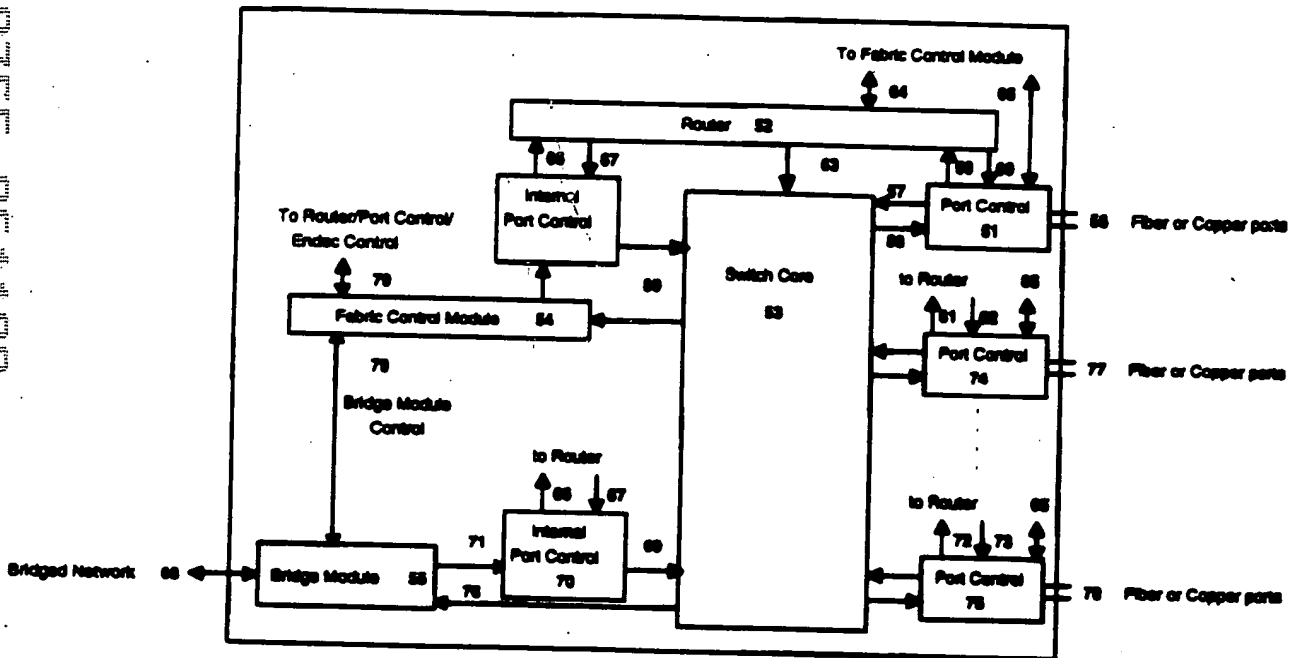 To Fabric Control Module
64
65
Router 52
66
67
63
57
Internal
Port Control
Port Control
51
56 Fiber or Copper ports
To Router/Port Control/
Endec Control
79
Switch Core
53
to Router
61
62
65
Fabric Control Module 54
Port Control
74
77 Fiber or Copper ports
Bridge Module
Control
to Router
66
67
to Router
72
73
65
Internal
Port Control
70
71
69
Bridged Network 68
Bridge Module 55
76
Port Control
75
78 Fiber or Copper ports